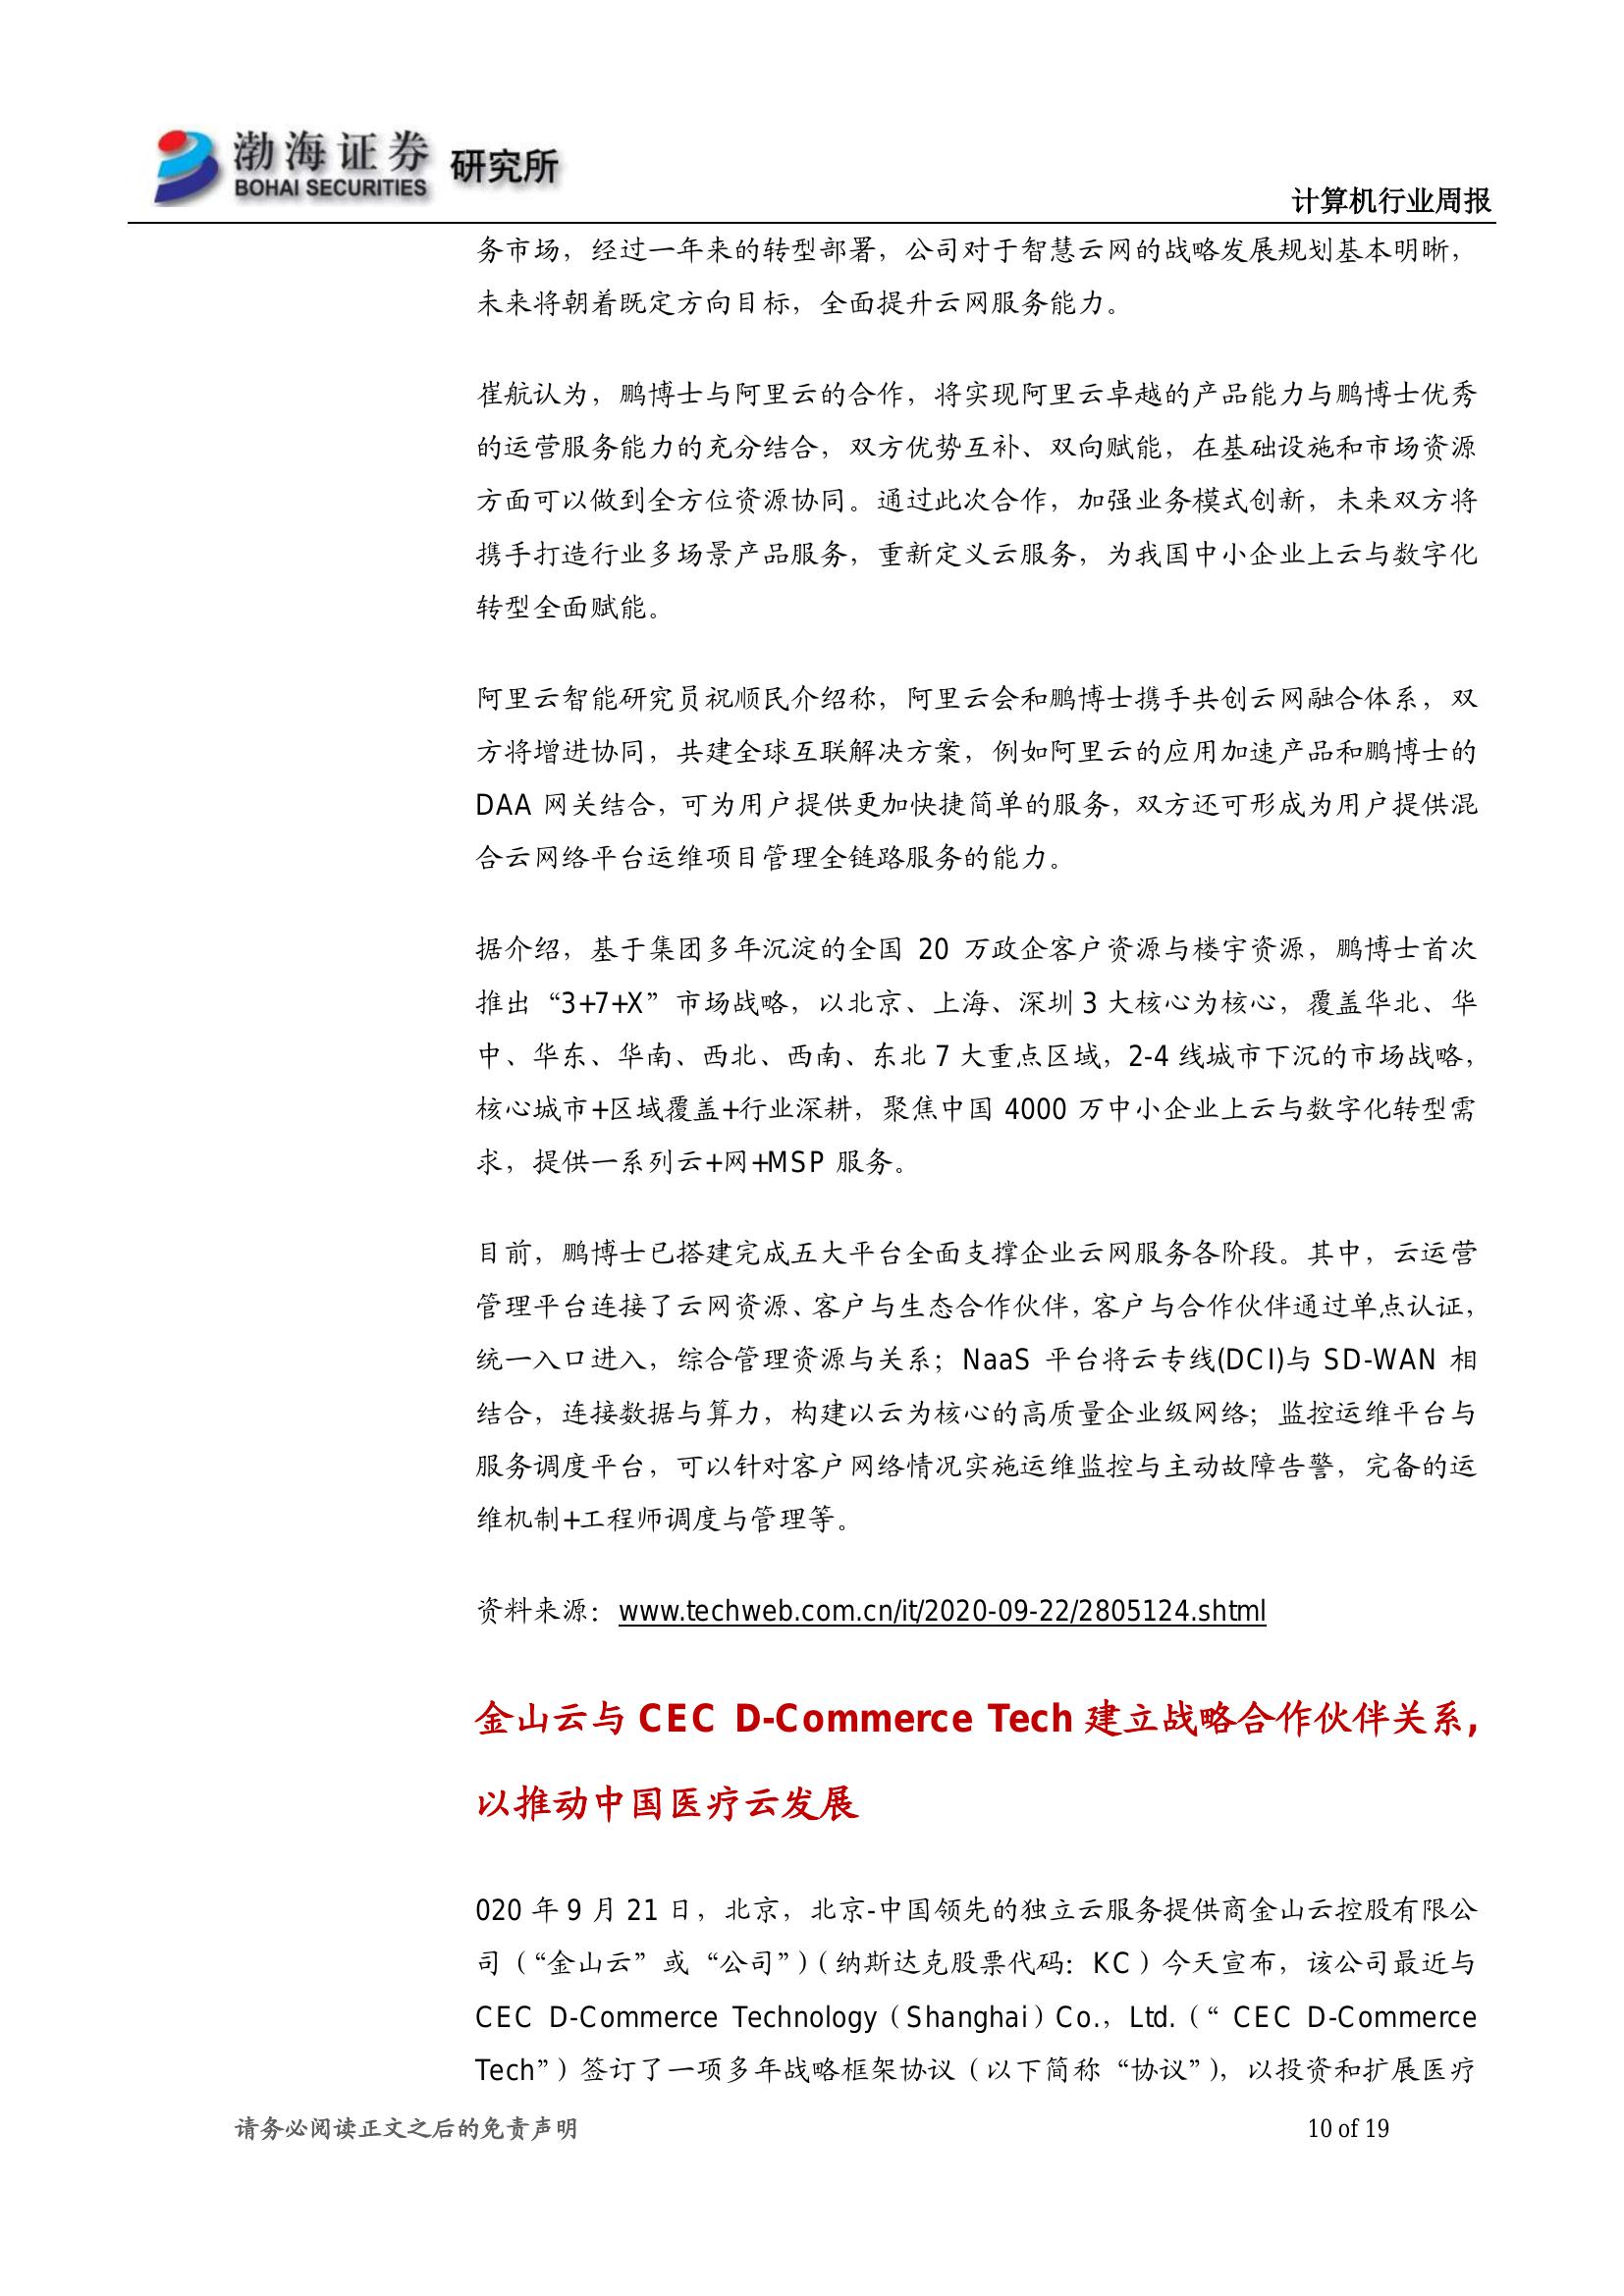 渤海证券 研究所
BOHAI SECURITIES
计算机行业周报
务市场，经过一年来的转型部署，公司对于智慧云网的战略发展规划基本明晰，
未来将朝着既定方向目标，全面提升云网服务能力。
崔航认为，鹏博士与阿里云的合作，将实现阿里云卓越的产品能力与鹏博士优秀
的运营服务能力的充分结合，双方优势互补、双向赋能，在基础设施和市场资源
方面可以做到全方位资源协同。通过此次合作，加强业务模式创新，未来双方将
携手打造行业多场景产品服务，重新定义云服务，为我国中小企业上云与数字化
转型全面赋能。
阿里云智能研究员祝顺民介绍称，阿里云会和鹏博士携手共创云网融合体系，双
方将增进协同，共建全球互联解决方案，例如阿里云的应用加速产品和鹏博士的
DAA 网关结合，可为用户提供更加快捷简单的服务，双方还可形成为用户提供混
合云网络平台运维项目管理全链路服务的能力。
据介绍，基于集团多年沉淀的全国 20 万政企客户资源与楼宇资源，鹏博士首次
推出“3+7+X”市场战略，以北京、上海、深圳 3 大核心为核心，覆盖华北、华
中、华东、华南、西北、西南、东北 7 大重点区域，2-4 线城市下沉的市场战略，
核心城市+区域覆盖+行业深耕，聚焦中国 4000 万中小企业上云与数字化转型需
求，提供一系列云+网+MSP 服务。
目前，鹏博士已搭建完成五大平台全面支撑企业云网服务各阶段。其中，云运营
管理平台连接了云网资源、客户与生态合作伙伴，客户与合作伙伴通过单点认证，
统一入口进入，综合管理资源与关系；NaaS 平台将云专线(DCI)与 SD-WAN 相
结合，连接数据与算力，构建以云为核心的高质量企业级网络；监控运维平台与
服务调度平台，可以针对客户网络情况实施运维监控与主动故障告警，完备的运
维机制+工程师调度与管理等。
资料来源：www.techweb.com.cn/it/2020-09-22/2805124.shtml
金山云与 CEC D-Commerce Tech 建立战略合作伙伴关系,
以推动中国医疗云发展
020 年 9 月 21 日，北京，北京-中国领先的独立云服务提供商金山云控股有限公
司（“金山云”或“公司”）（纳斯达克股票代码：KC）今天宣布，该公司最近与
CEC D-Commerce Technology（Shanghai）Co.，Ltd.（“ CEC D-Commerce
Tech”）签订了一项多年战略框架协议（以下简称“协议”），以投资和扩展医疗
请务必阅读正文之后的免责声明
10 of 19